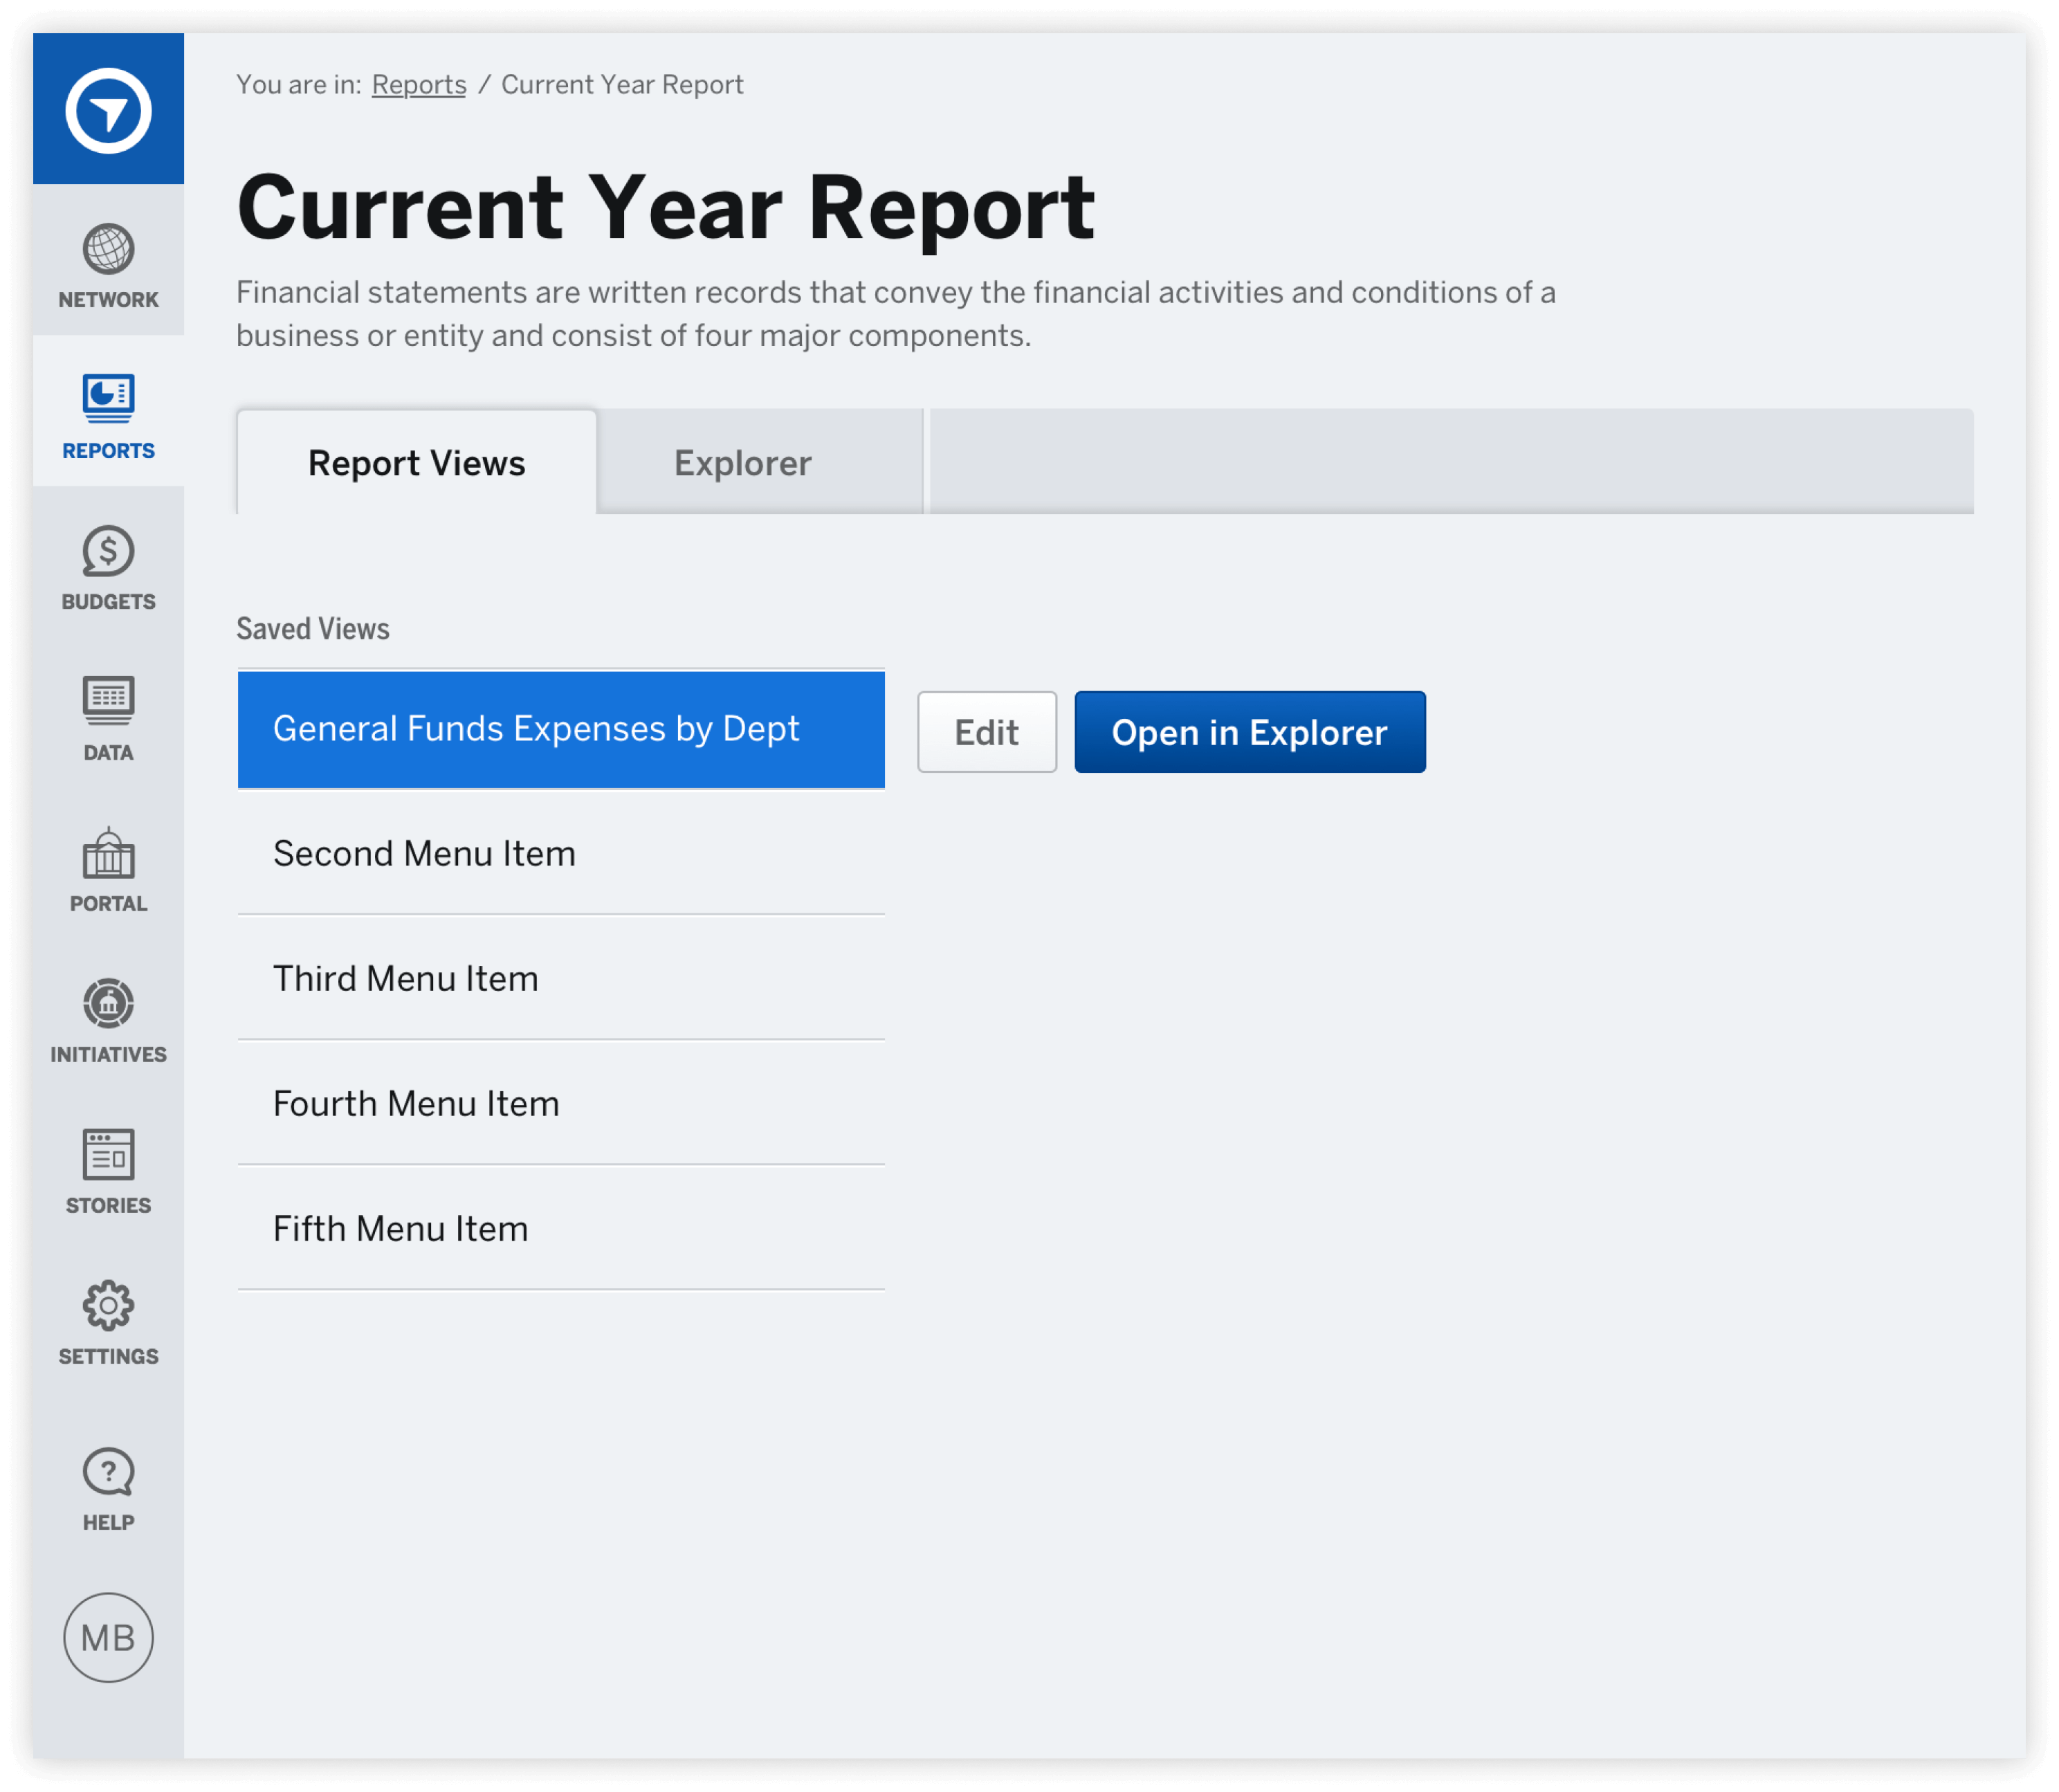 You are in: Reports / Current Year Report
Current Year Report
Financial statements are written records that convey the financial activities and conditions of a
business or entity and consist of four major components.
NETWORK
REPORTS
BUDGETS
DATA
PORTAL
INITIATIVES
STORIES
SETTINGS
HELP
MB
Report Views
Explorer
Saved Views
General Funds Expenses by Dept
Edit
Open in Explorer
Second Menu Item
Third Menu Item
Fourth Menu Item
Fifth Menu Item